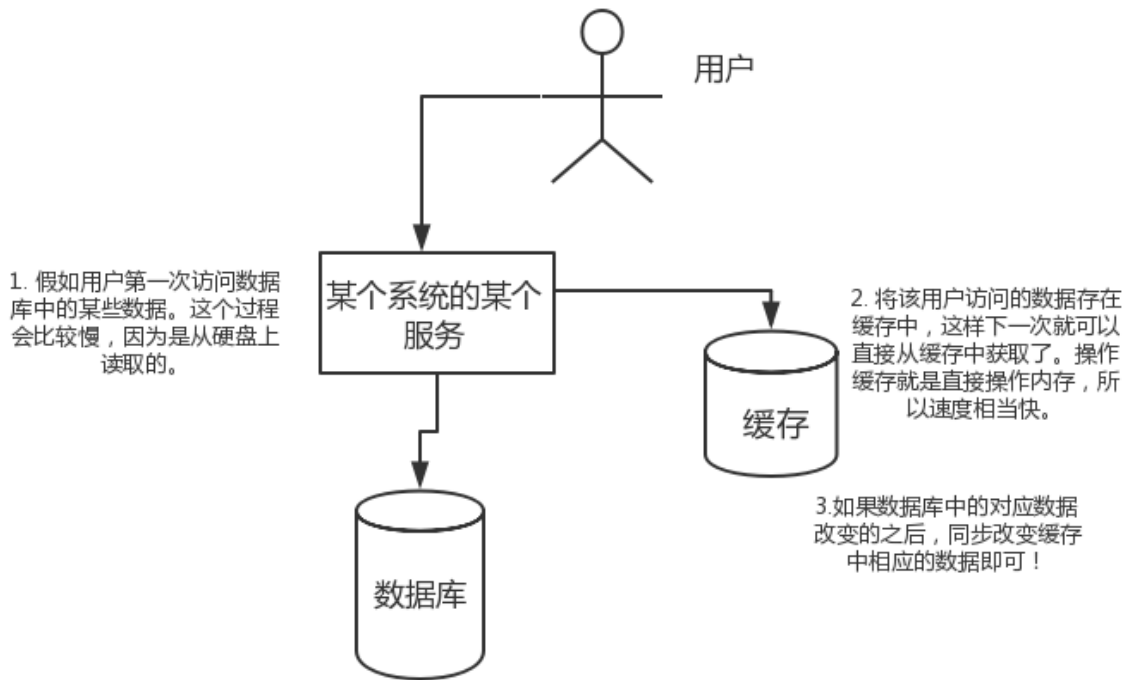 用户
1. 假如用户第一次访问数据
库中的某些数据。这个过程
会比较慢，因为是从硬盘上
读取的。
某个系统的某个
服务
2. 将该用户访问的数据存在
缓存中，这样下一次就可以
直接从缓存中获取了。操作
缓存就是直接操作内存，所
以速度相当快。
缓存
3.如果数据库中的对应数据
改变的之后，同步改变缓存
中相应的数据即可！
数据库